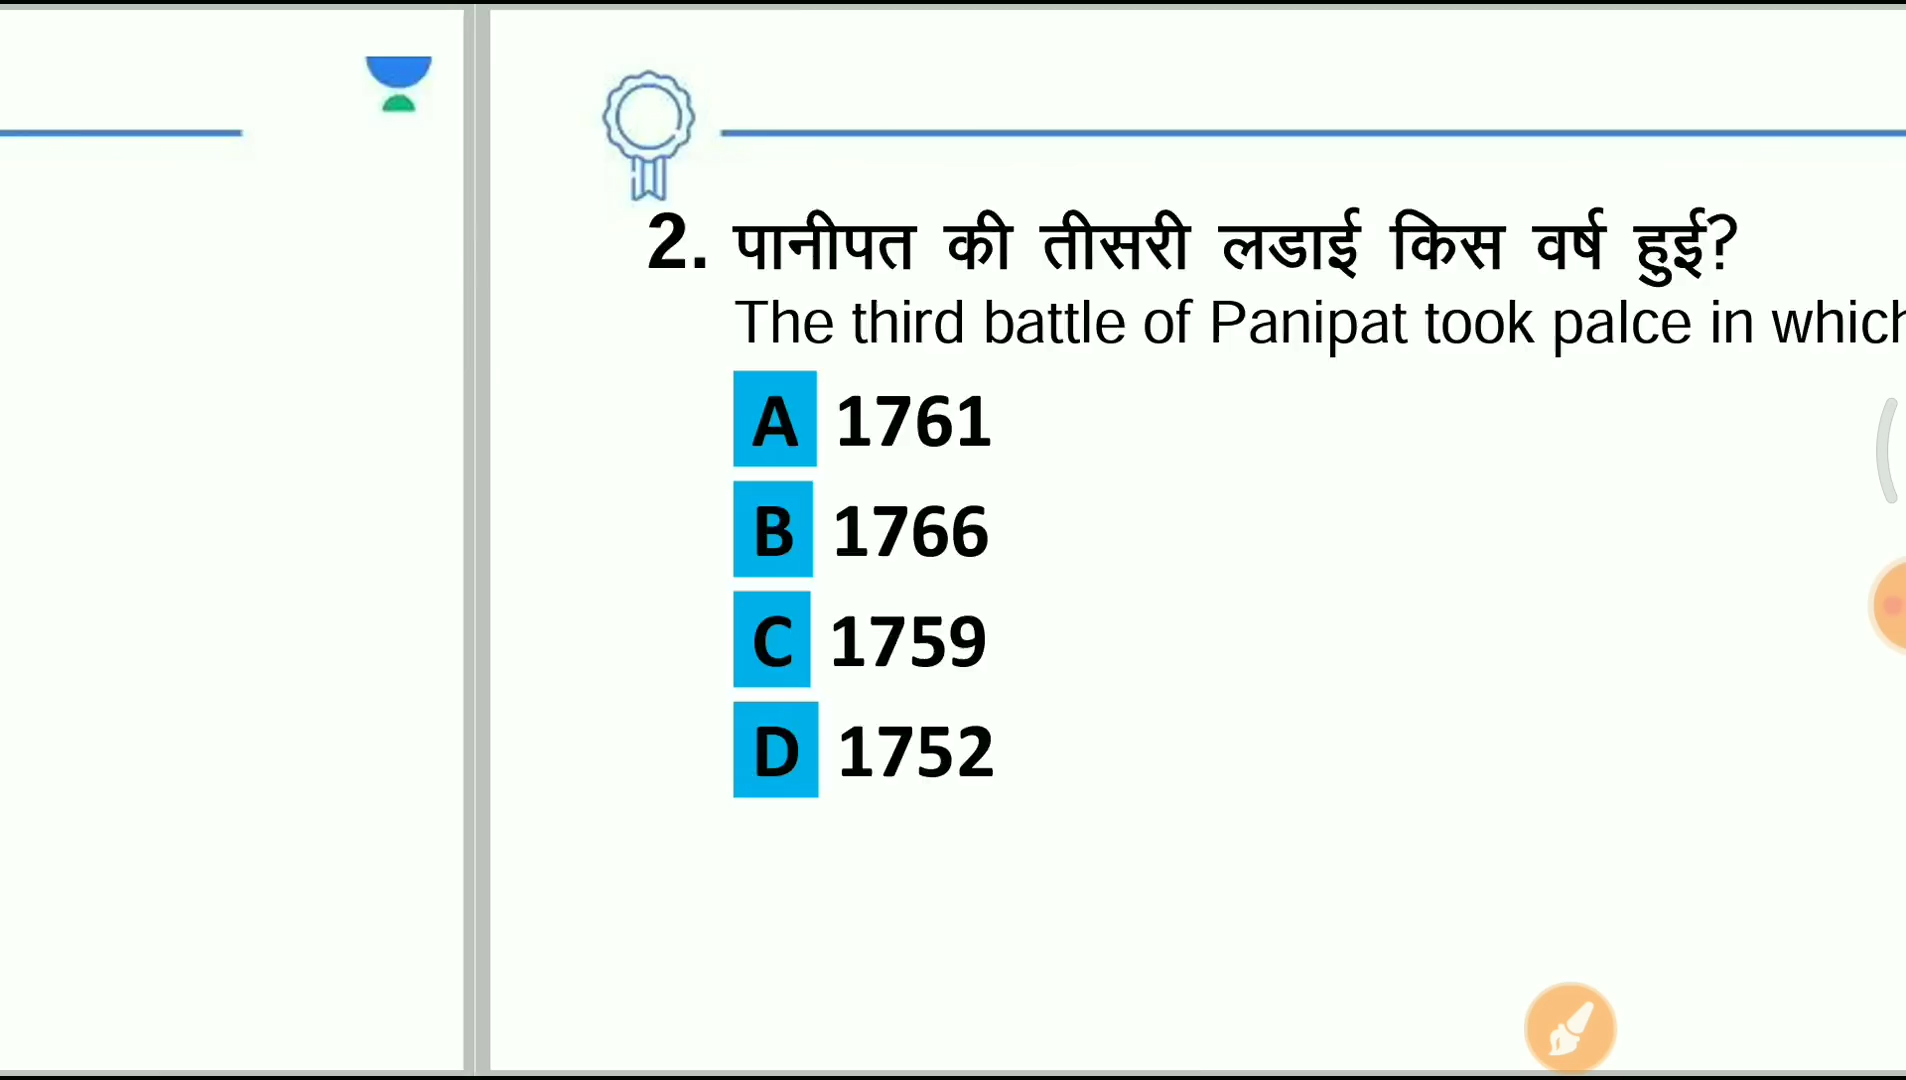 2. पानीपत की तीसरी लडाई किस वर्ष हुई?
The third battle of Panipat took palce in which
A 1761
B 1766
C 1759
D 1752